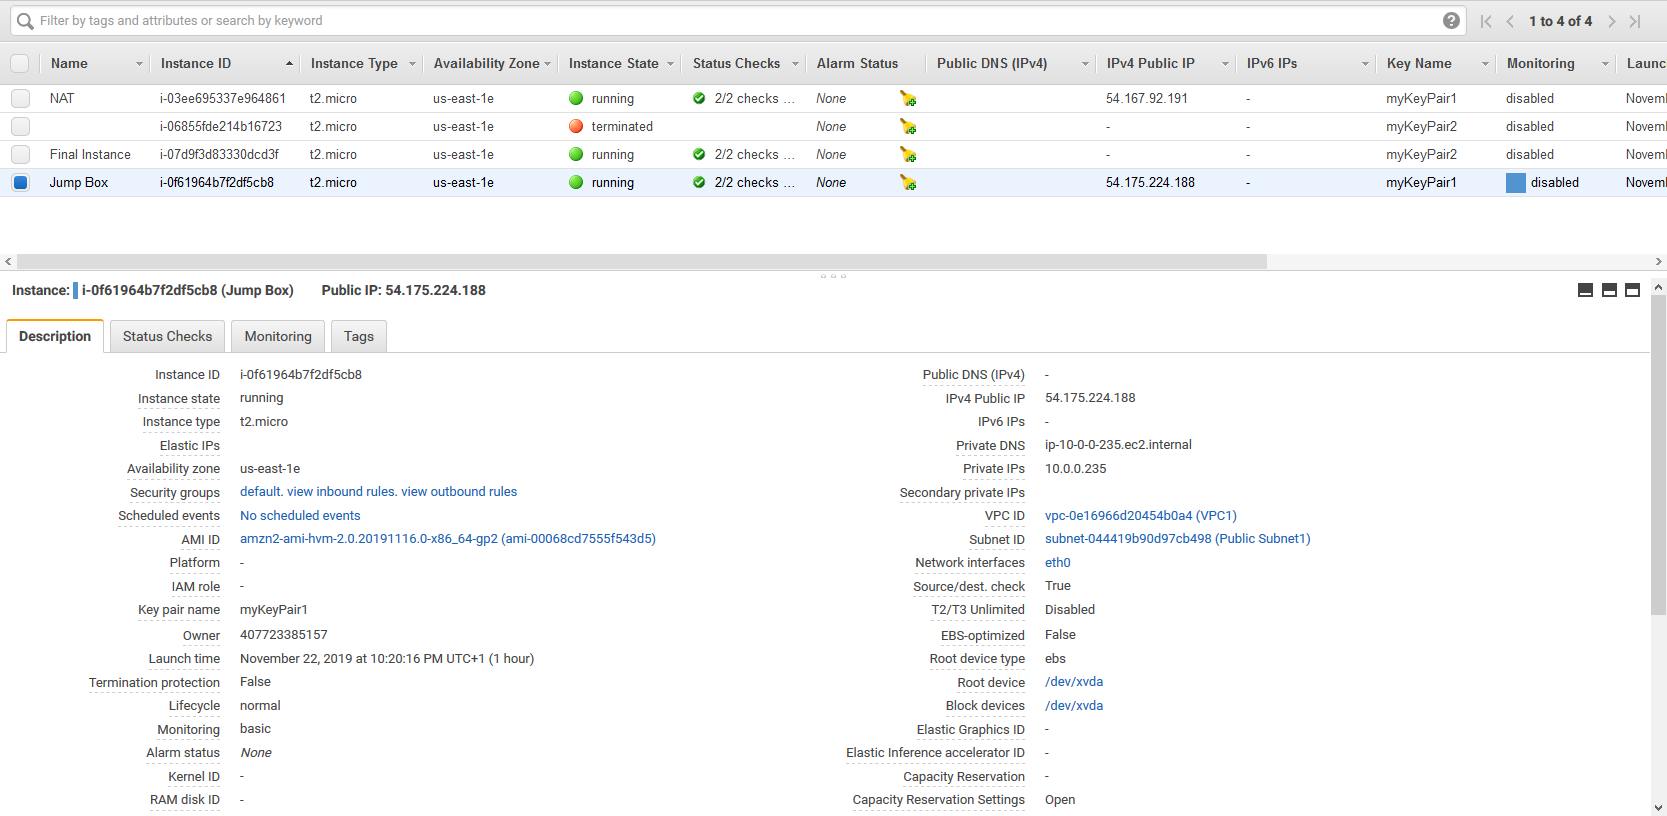 Filter by tags and attributes or search by keyword 1 to 4 of 4
Name Instance ID Instance Type Availability Zone Instance State Status Checks Alarm Status Public DNS (IPv4) IPv4 Public IP IPv6 IPs Key Name Monitoring Launc
NAT i-03ee695337e964861 t2.micro us-east-1e running 2/2 checks ... None 54.167.92.191 - myKeyPair1 disabled Novem
i-06855fde214b16723 t2.micro us-east-1e terminated None - - myKeyPair2 disabled Novem
Final Instance i-07d9f3d83330dcd3f t2.micro us-east-1e running 2/2 checks ... None - - myKeyPair2 disabled Novem
Jump Box i-0f61964b7f2df5cb8 t2.micro us-east-1e running 2/2 checks ... None 54.175.224.188 - myKeyPair1 disabled Novem
Instance: i-0f61964b7f2df5cb8 (Jump Box) Public IP: 54.175.224.188
Description Status Checks Monitoring Tags
Instance ID i-0f61964b7f2df5cb8 Public DNS (IPv4) -
Instance state running IPv4 Public IP 54.175.224.188
Instance type t2.micro IPv6 IPs -
Elastic IPs Private DNS ip-10-0-0-235.ec2.internal
Availability zone us-east-1e Private IPs 10.0.0.235
Security groups default. view inbound rules. view outbound rules Secondary private IPs
Scheduled events No scheduled events VPC ID vpc-0e16966d20454b0a4 (VPC1)
AMI ID amzn2-ami-hvm-2.0.20191116.0-x86_64-gp2 (ami-00068cd7555f543d5) Subnet ID subnet-044419b90d97cb498 (Public Subnet1)
Platform - Network interfaces eth0
IAM role - Source/dest. check True
Key pair name myKeyPair1 T2/T3 Unlimited Disabled
Owner 407723385157 EBS-optimized False
Launch time November 22, 2019 at 10:20:16 PM UTC+1 (1 hour) Root device type ebs
Termination protection False Root device /dev/xvda
Lifecycle normal Block devices /dev/xvda
Monitoring basic Elastic Graphics ID -
Alarm status None Elastic Inference accelerator ID -
Kernel ID - Capacity Reservation -
RAM disk ID - Capacity Reservation Settings Open